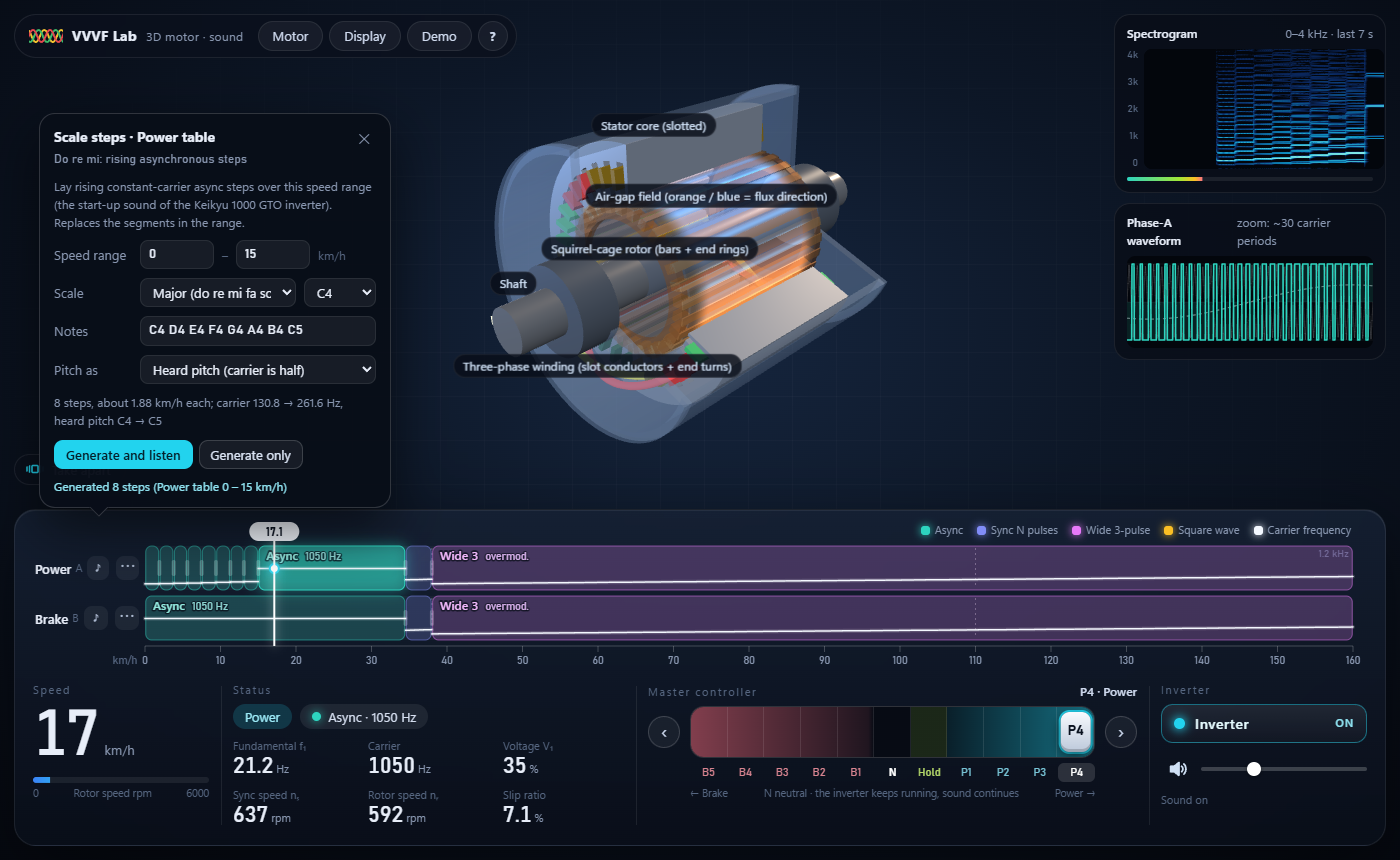 VVVF Lab 3D motor · sound Motor Display Demo ?
Spectrogram 0–4 kHz · last 7 s
4k
3k
2k
1k
0
Phase-A waveform zoom: ~30 carrier periods
Scale steps · Power table
Do re mi: rising asynchronous steps
Lay rising constant-carrier async steps over this speed range
(the start-up sound of the Keikyu 1000 GTO inverter).
Replaces the segments in the range.
Speed range 0 – 15 km/h
Scale Major (do re mi fa sc C4
Notes C4 D4 E4 F4 G4 A4 B4 C5
Pitch as Heard pitch (carrier is half)
8 steps, about 1.88 km/h each; carrier 130.8 → 261.6 Hz,
heard pitch C4 → C5
Generate and listen Generate only
Generated 8 steps (Power table 0 – 15 km/h)
Stator core (slotted)
Air-gap field (orange / blue = flux direction)
Squirrel-cage rotor (bars + end rings)
Shaft
Three-phase winding (slot conductors + end turns)
17.1
Async Sync N pulses Wide 3-pulse Square wave Carrier frequency
Power A ♪ ··· Async 1050 Hz Wide 3 overmod. 1.2 kHz
Brake B ♪ ··· Async 1050 Hz Wide 3 overmod.
km/h 0 10 20 30 40 50 60 70 80 90 100 110 120 130 140 150 160
Speed
17 km/h
0 Rotor speed rpm 6000
Status
Power Async · 1050 Hz
Fundamental f₁ Carrier Voltage V₁
21.2 Hz 1050 Hz 35 %
Sync speed nₛ Rotor speed nᵣ Slip ratio
637 rpm 592 rpm 7.1 %
Master controller P4 · Power
‹ P4 ›
B5 B4 B3 B2 B1 N Hold P1 P2 P3 P4
← Brake N neutral · the inverter keeps running, sound continues Power →
Inverter
Inverter ON
Sound on